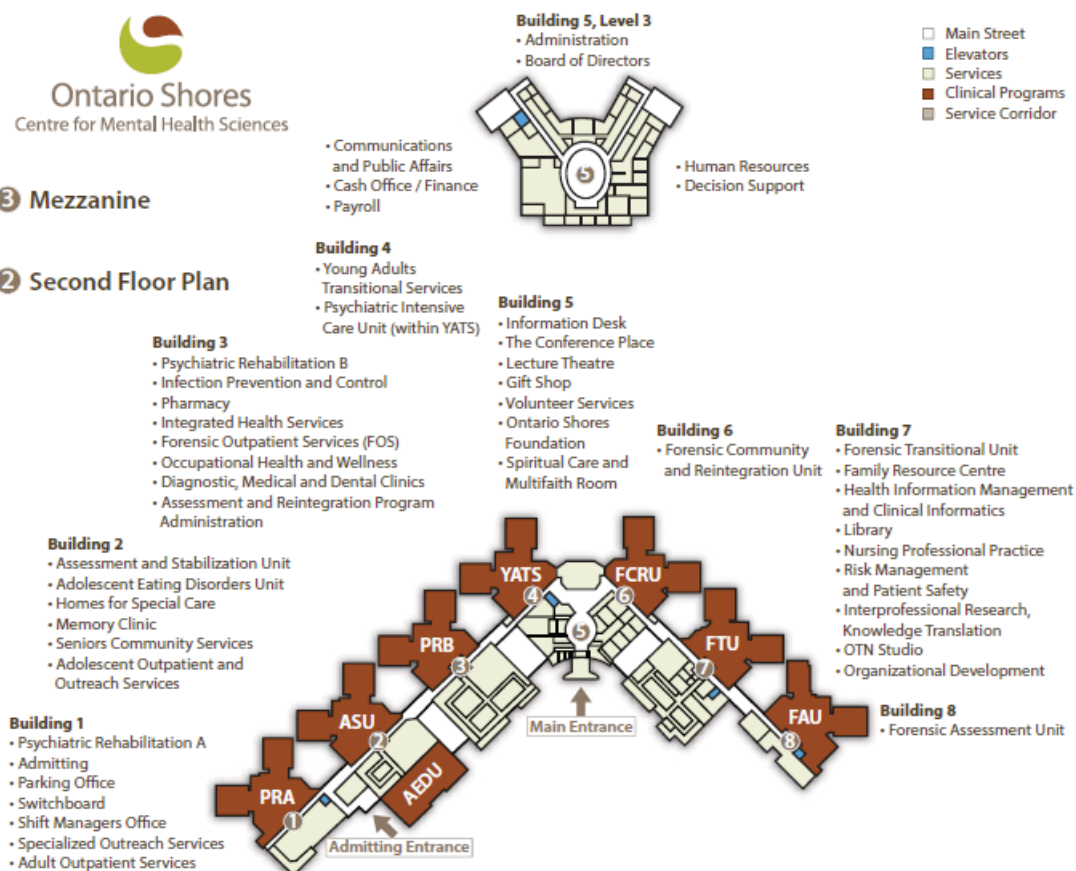 Ontario Shores
Centre for Mental Health Sciences
3 Mezzanine
2 Second Floor Plan
Building 5, Level 3
• Administration
• Board of Directors
Main Street
Elevators
Services
Clinical Programs
Service Corridor
• Communications
and Public Affairs
• Cash Office / Finance
• Payroll
5
• Human Resources
• Decision Support
Building 4
• Young Adults
Transitional Services
• Psychiatric Intensive
Care Unit (within YATS)
Building 5
• Information Desk
• The Conference Place
• Lecture Theatre
• Gift Shop
• Volunteer Services
• Ontario Shores
Foundation
• Spiritual Care and
Multifaith Room
Building 3
• Psychiatric Rehabilitation B
• Infection Prevention and Control
• Pharmacy
• Integrated Health Services
• Forensic Outpatient Services (FOS)
• Occupational Health and Wellness
• Diagnostic, Medical and Dental Clinics
• Assessment and Reintegration Program
Administration
Building 6
• Forensic Community
and Reintegration Unit
Building 7
• Forensic Transitional Unit
• Family Resource Centre
• Health Information Management
and Clinical Informatics
• Library
• Nursing Professional Practice
• Risk Management
and Patient Safety
• Interprofessional Research,
Knowledge Translation
• OTN Studio
• Organizational Development
Building 2
• Assessment and Stabilization Unit
• Adolescent Eating Disorders Unit
• Homes for Special Care
• Memory Clinic
• Seniors Community Services
• Adolescent Outpatient and
Outreach Services
Building 1
• Psychiatric Rehabilitation A
• Admitting
• Parking Office
• Switchboard
• Shift Managers Office
• Specialized Outreach Services
• Adult Outpatient Services
Building 8
• Forensic Assessment Unit
YATS
4
FCRU
6
5
PRB
3
FTU
7
ASU
2
FAU
8
AEDU
PRA
1
Main Entrance
Admitting Entrance